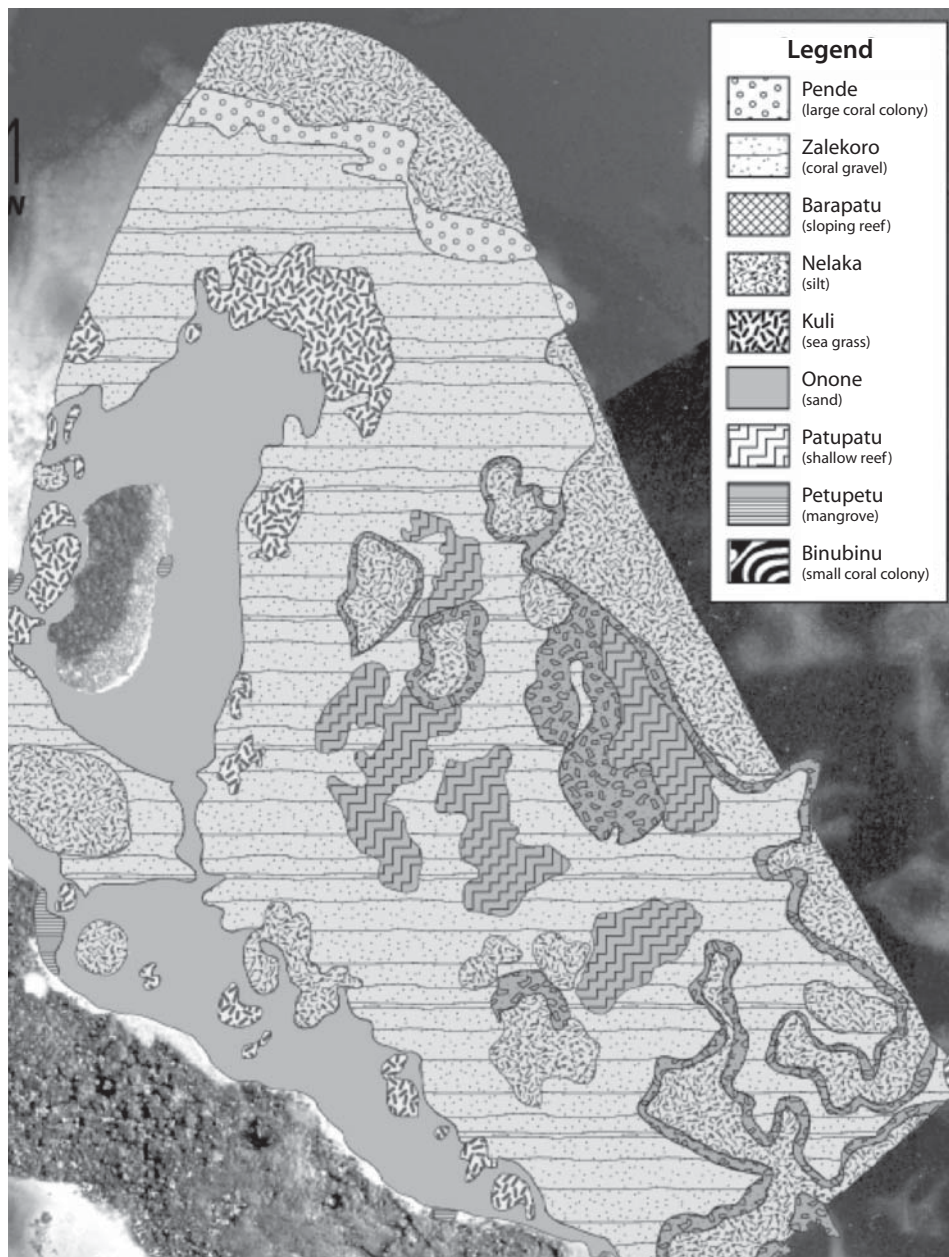 Legend
Pende
(large coral colony)
Zalekoro
(coral gravel)
Barapatu
(sloping reef)
Nelaka
(silt)
Kuli
(sea grass)
Onone
(sand)
Patupatu
(shallow reef)
Petupetu
(mangrove)
Binubinu
(small coral colony)